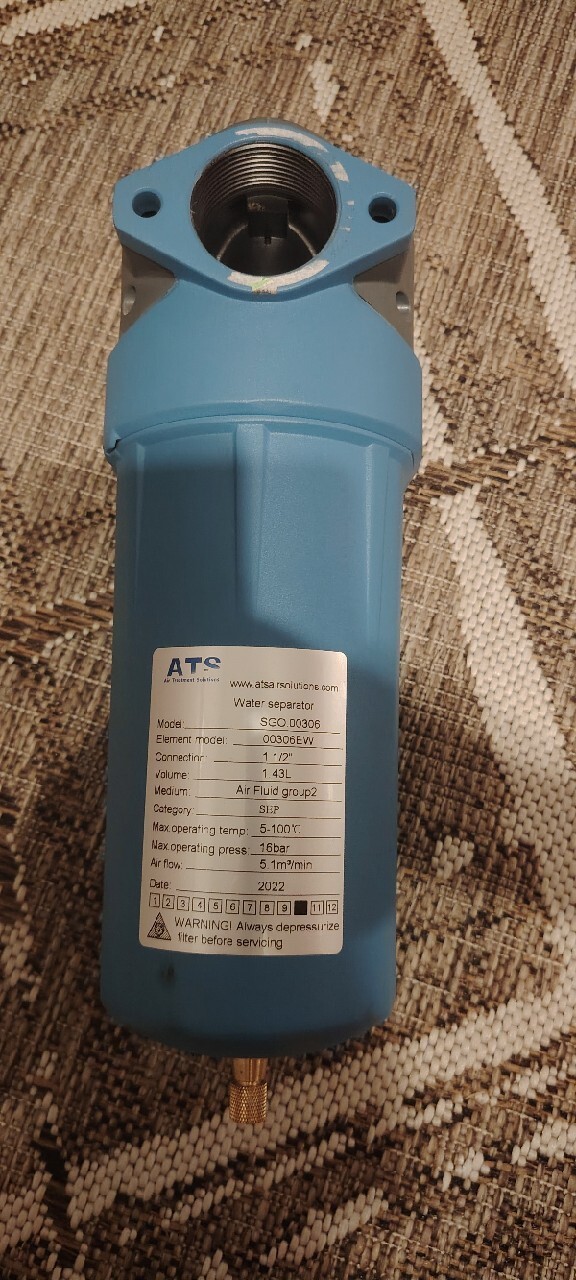 ATS
Air Treatment Solutions
www.atsairsolutions.com
Water separator
Model: SGO.00306
Element model: 00306EW
Connection: 1 1/2"
Volume: 1.43L
Medium: Air Fluid group2
Category: SEP
Max.operating temp: 5-100℃
Max.operating press: 16bar
Air flow: 5.1m³/min
Date: 2022
1 2 3 4 5 6 7 8 9 11 12
WARNING! Always depressurize
filter before servicing